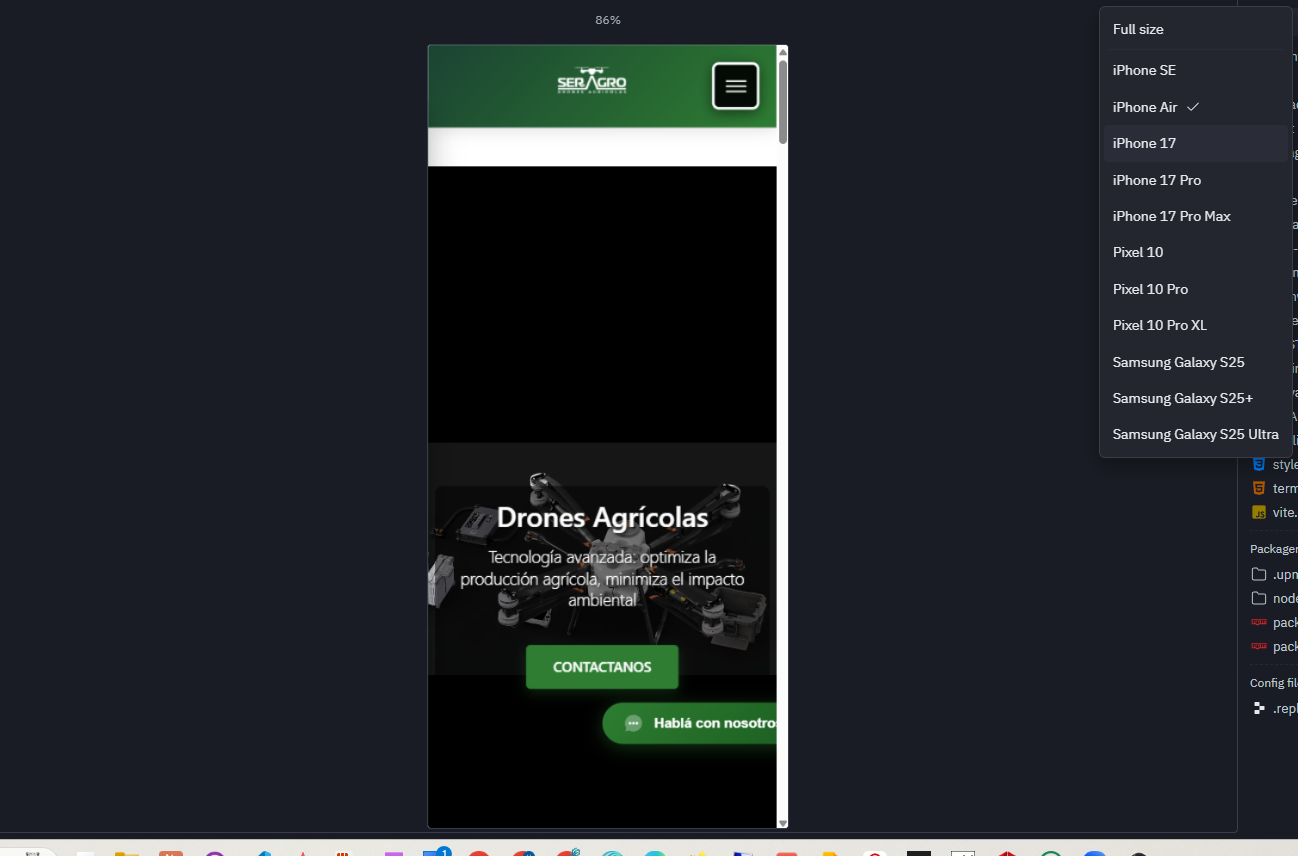 86%
SERAGRO
DRONES AGRÍCOLAS
Drones Agrícolas
Tecnología avanzada: optimiza la
producción agrícola, minimiza el impacto
ambiental
CONTACTANOS
Hablá con nosotros
Full size
iPhone SE
iPhone Air
iPhone 17
iPhone 17 Pro
iPhone 17 Pro Max
Pixel 10
Pixel 10 Pro
Pixel 10 Pro XL
Samsung Galaxy S25
Samsung Galaxy S25+
Samsung Galaxy S25 Ultra
style
term
JS
vite.
Packager
.upm
node
pack
pack
Config fil
.repl
1